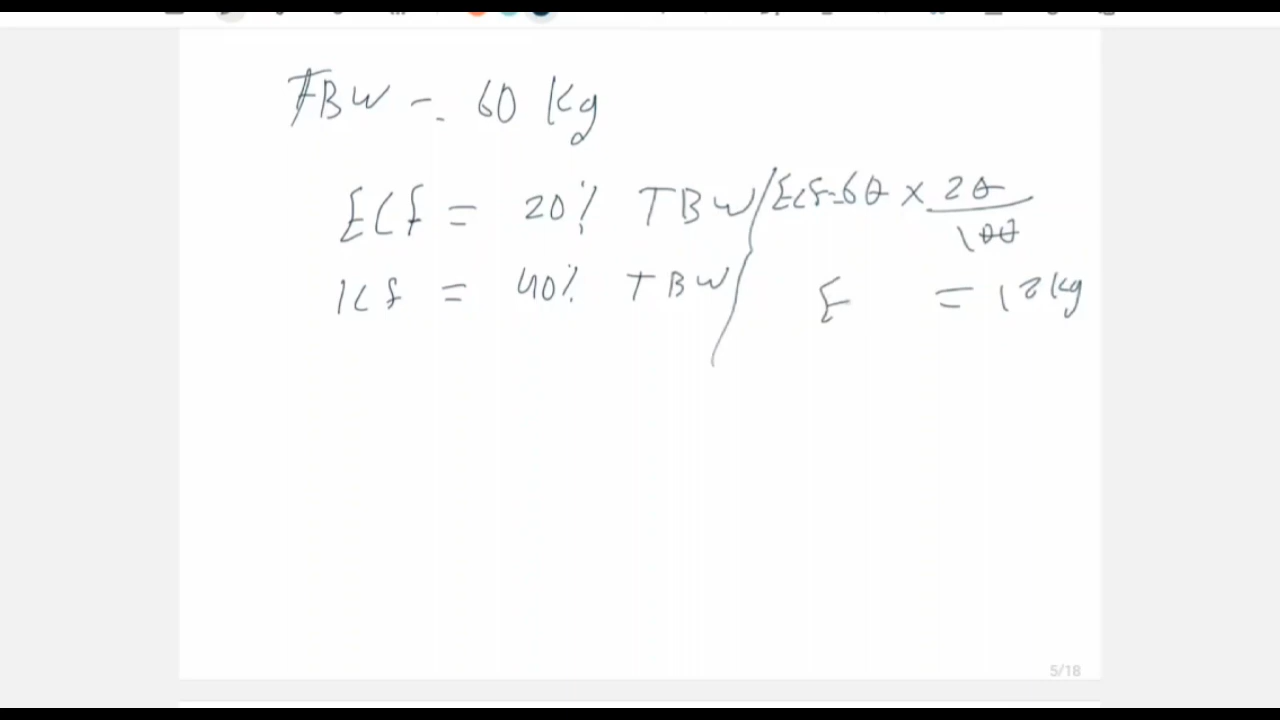 TBW = 60 kg
ECF = 20% TBW / ECF = 60 × 20/100
ICF = 40% TBW / E = 12 kg
5/18